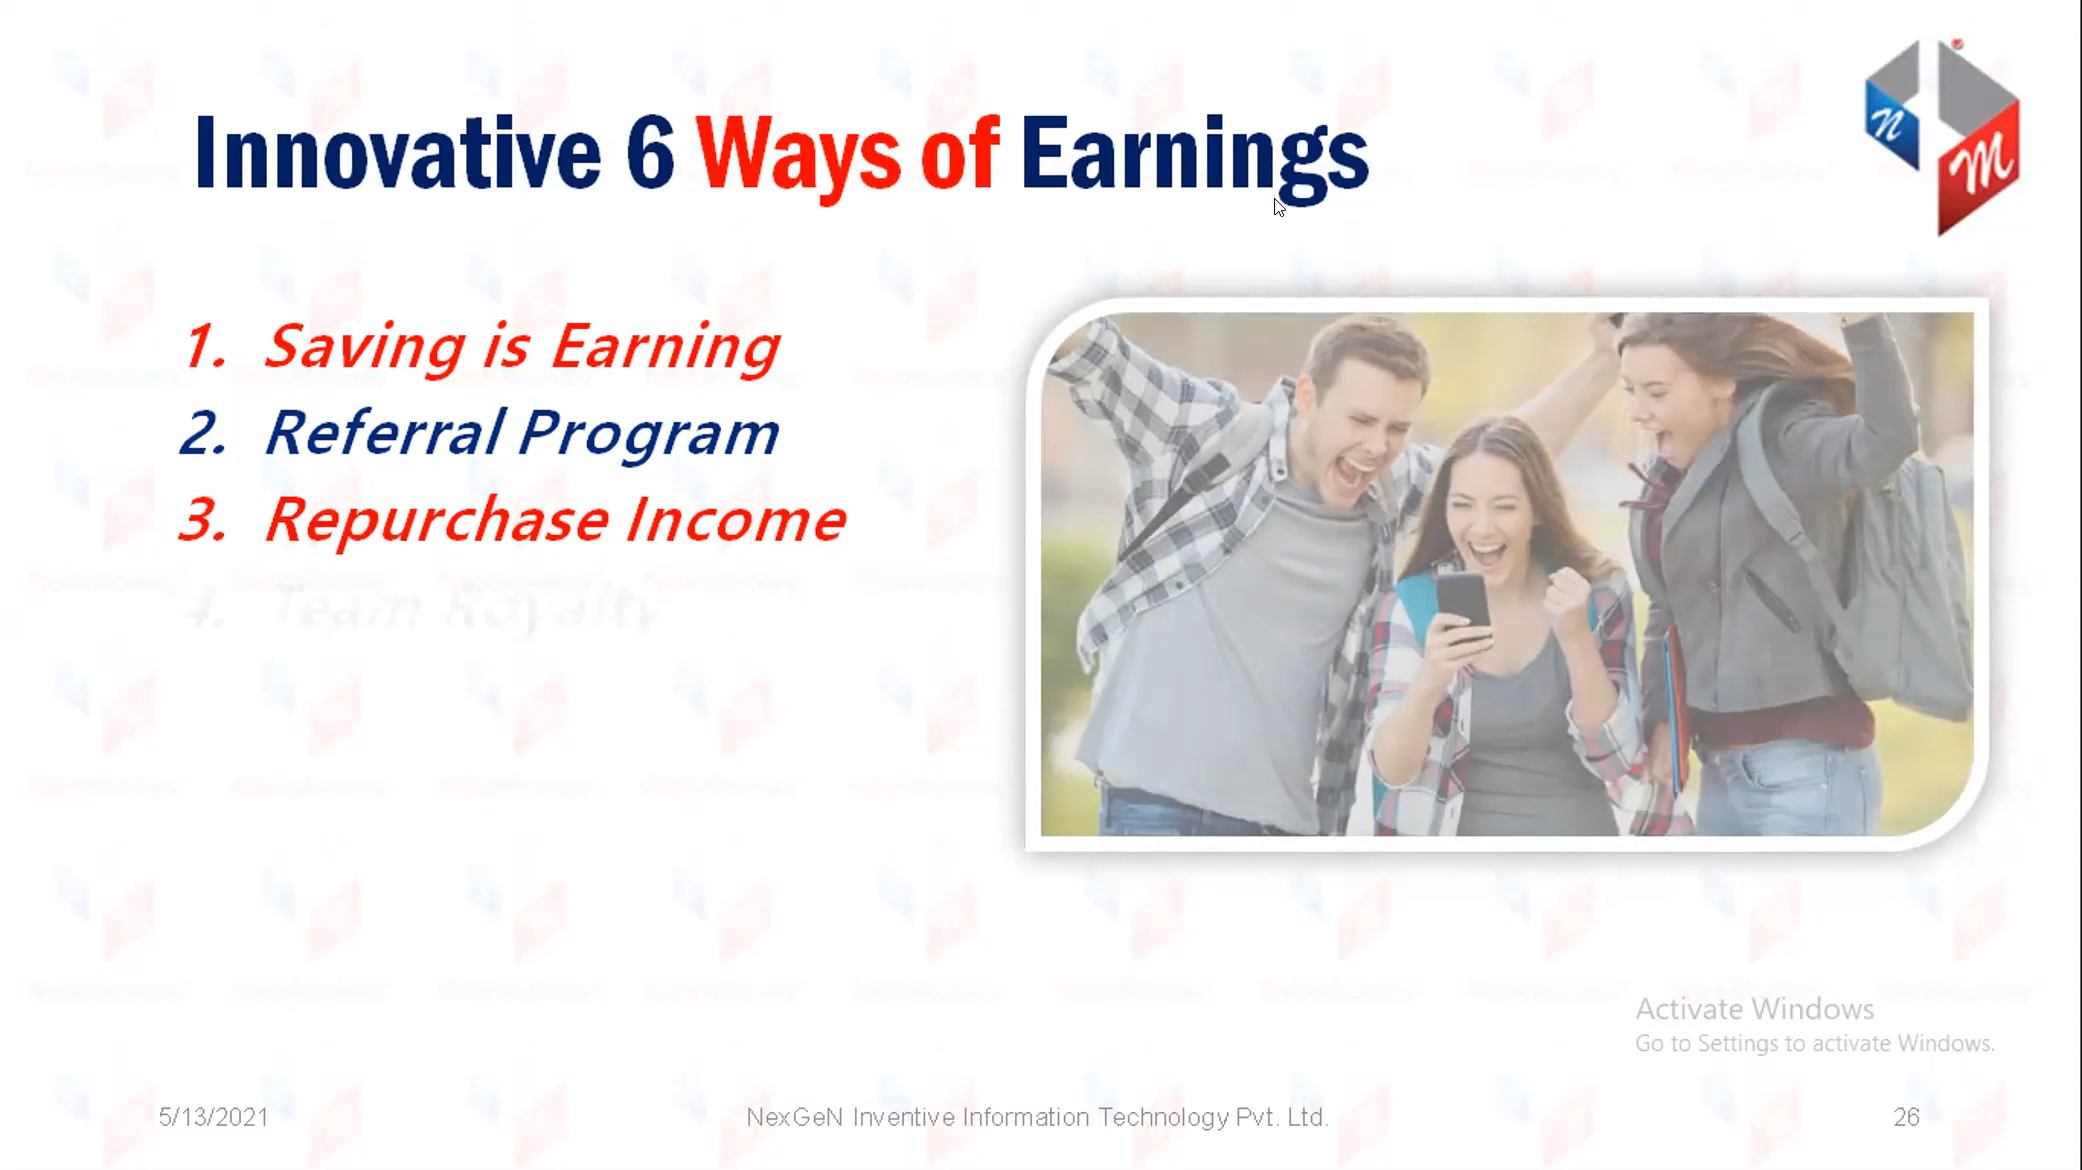 Innovative 6 Ways of Earnings
n
M
1. Saving is Earning
2. Referral Program
3. Repurchase Income
4. Team Royalty
Activate Windows
Go to Settings to activate Windows.
5/13/2021
NexGeN Inventive Information Technology Pvt. Ltd.
26